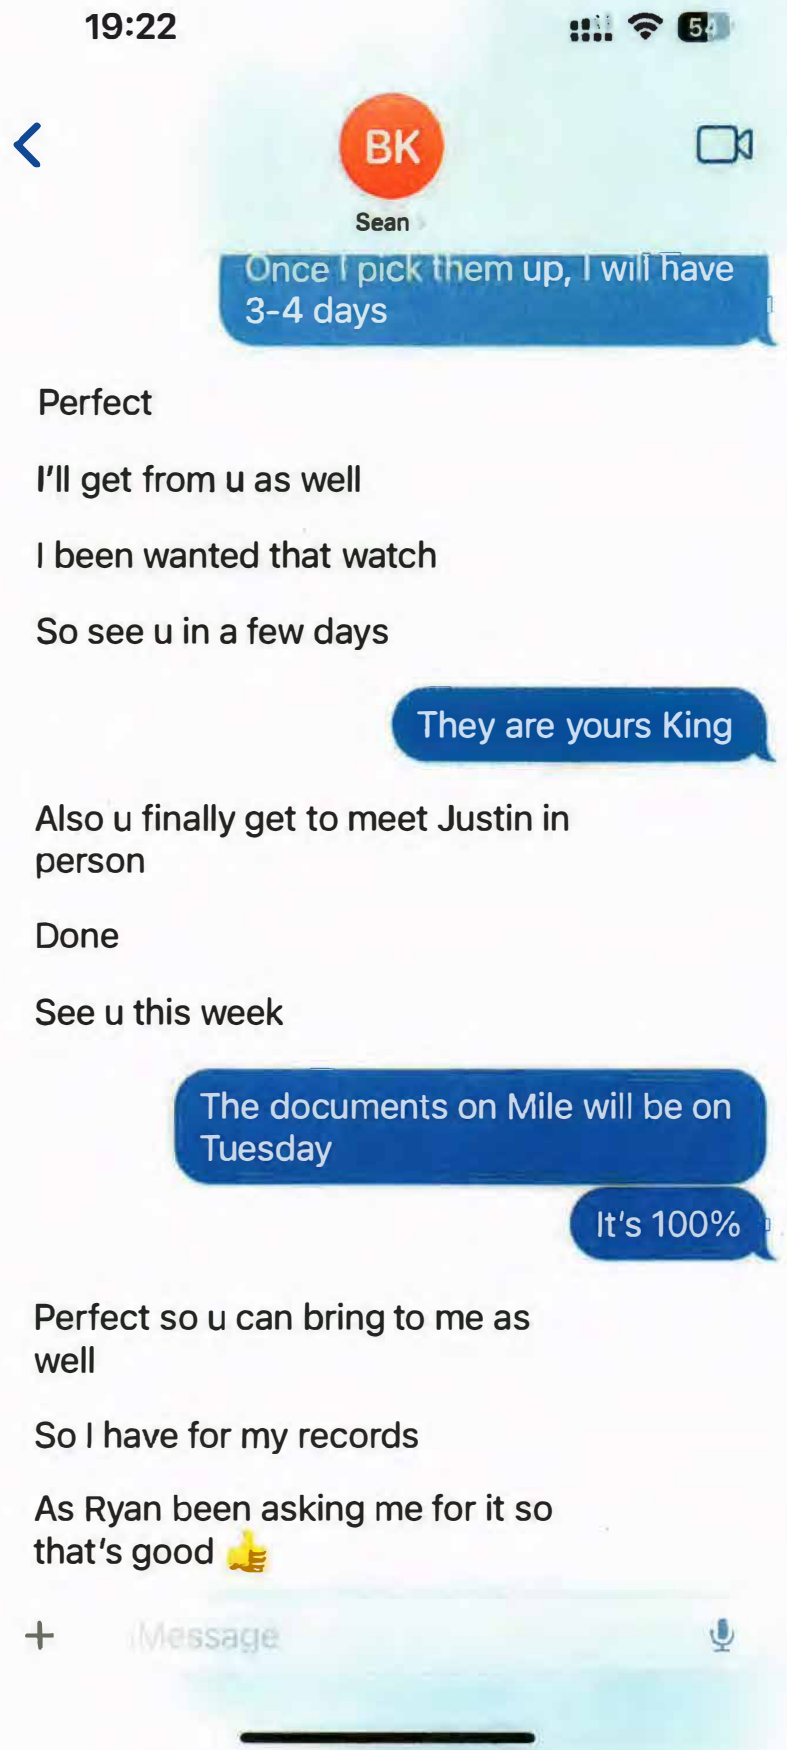 19:22
54
BK
Sean
Once I pick them up, I will have
3-4 days
Perfect
I'll get from u as well
I been wanted that watch
So see u in a few days
They are yours King
Also u finally get to meet Justin in
person
Done
See u this week
The documents on Mile will be on
Tuesday
It's 100%
Perfect so u can bring to me as
well
So I have for my records
As Ryan been asking me for it so
that's good 👍
iMessage